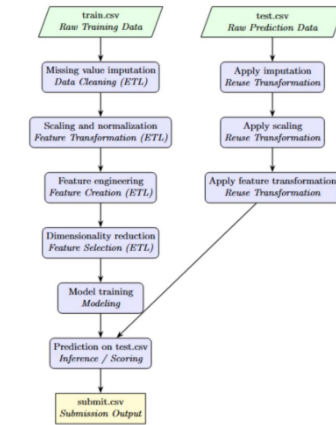 train.csv
Raw Training Data
Missing value imputation
Data Cleaning (ETL)
Scaling and normalization
Feature Transformation (ETL)
Feature engineering
Feature Creation (ETL)
Dimensionality reduction
Feature Selection (ETL)
Model training
Modeling
Prediction on test.csv
Inference / Scoring
submit.csv
Submission Output
test.csv
Raw Prediction Data
Apply imputation
Reuse Transformation
Apply scaling
Reuse Transformation
Apply feature transformation
Reuse Transformation